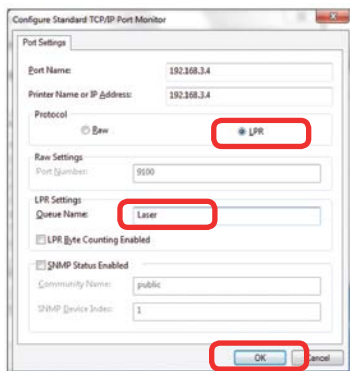 Configure Standard TCP/IP Port Monitor
Port Settings
Port Name: 192.168.3.4
Printer Name or IP Address: 192.168.3.4
Protocol
Raw LPR
Raw Settings
Port Number: 9100
LPR Settings
Queue Name: Laser
LPR Byte Counting Enabled
SNMP Status Enabled
Community Name: public
SNMP Device Index: 1
OK Cancel